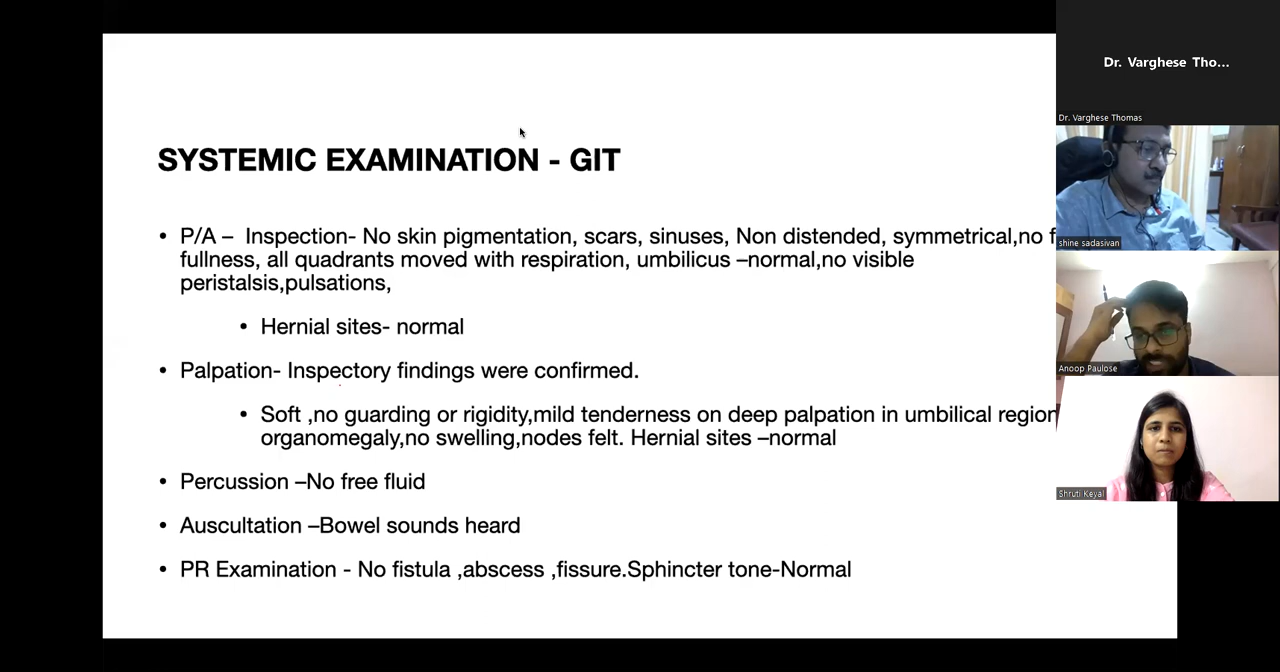 Dr. Varghese Tho...
Dr. Varghese Thomas
SYSTEMIC EXAMINATION - GIT
shine sadasivan
• P/A – Inspection- No skin pigmentation, scars, sinuses, Non distended, symmetrical,no
fullness, all quadrants moved with respiration, umbilicus –normal,no visible
peristalsis,pulsations,
• Hernial sites- normal
• Palpation- Inspectory findings were confirmed.
Anoop Paulose
• Soft ,no guarding or rigidity,mild tenderness on deep palpation in umbilical region
organomegaly,no swelling,nodes felt. Hernial sites –normal
• Percussion –No free fluid
Shruti Keyal
• Auscultation –Bowel sounds heard
• PR Examination - No fistula ,abscess ,fissure.Sphincter tone-Normal